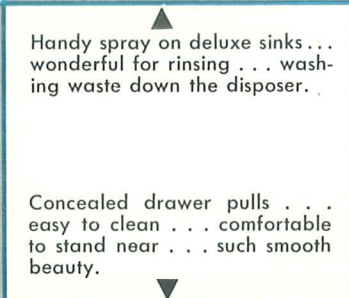 Handy spray on deluxe sinks...
wonderful for rinsing . . . wash-
ing waste down the disposer.
Concealed drawer pulls . . .
easy to clean . . . comfortable
to stand near . . . such smooth
beauty.